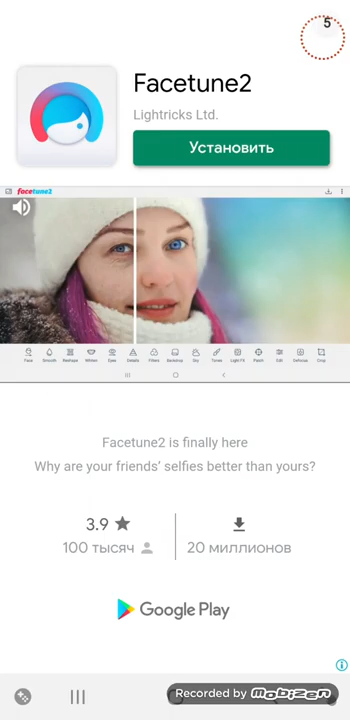 5
Facetune2
Lightricks Ltd.
Установить
facetune2
Face Smooth Reshape Whiten Eyes Details Filters Backdrop Sky Tones Light FX Patch Edit Defocus Crop
Facetune2 is finally here
Why are your friends' selfies better than yours?
3.9
100 тысяч
20 миллионов
Google Play
Recorded by mobizen